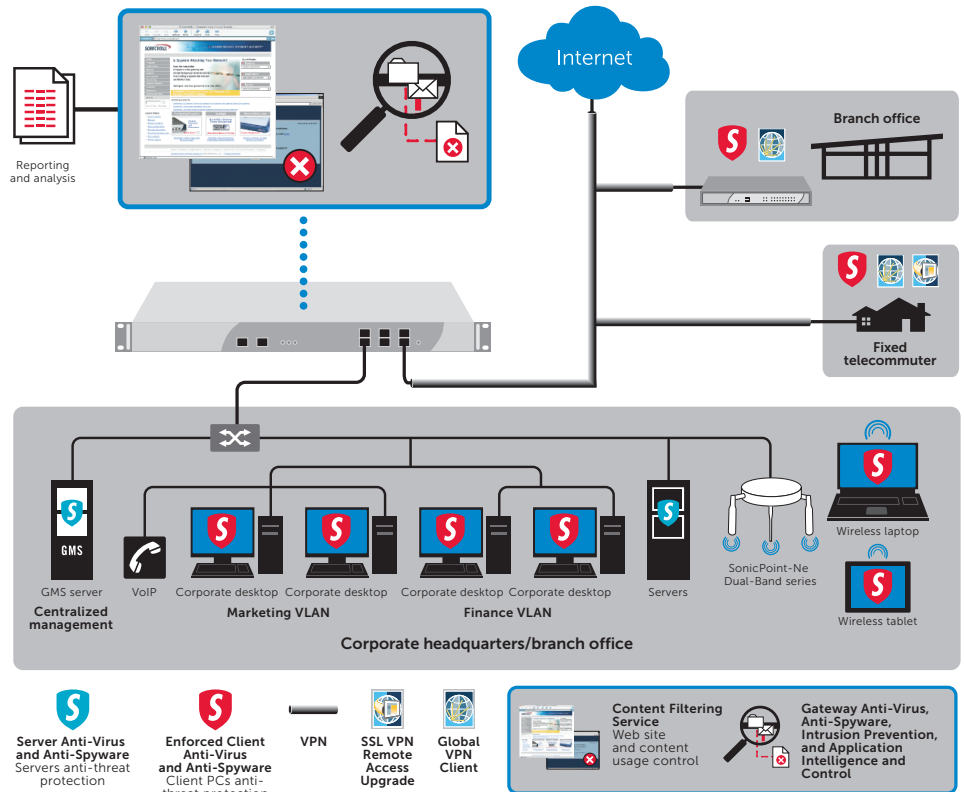 Internet
Reporting
and analysis
SONICWALL
Branch office
Fixed
telecommuter
GMS
GMS server
Centralized
management
VoIP
Corporate desktop
Corporate desktop
Marketing VLAN
Corporate desktop
Corporate desktop
Finance VLAN
Servers
SonicPoint-Ne
Dual-Band series
Wireless laptop
Wireless tablet
Corporate headquarters/branch office
Server Anti-Virus
and Anti-Spyware
Servers anti-threat
protection
Enforced Client
Anti-Virus
and Anti-Spyware
Client PCs anti-
threat protection
VPN
SSL VPN
Remote
Access
Upgrade
Global
VPN
Client
Content Filtering
Service
Web site
and content
usage control
Gateway Anti-Virus,
Anti-Spyware,
Intrusion Prevention,
and Application
Intelligence and
Control